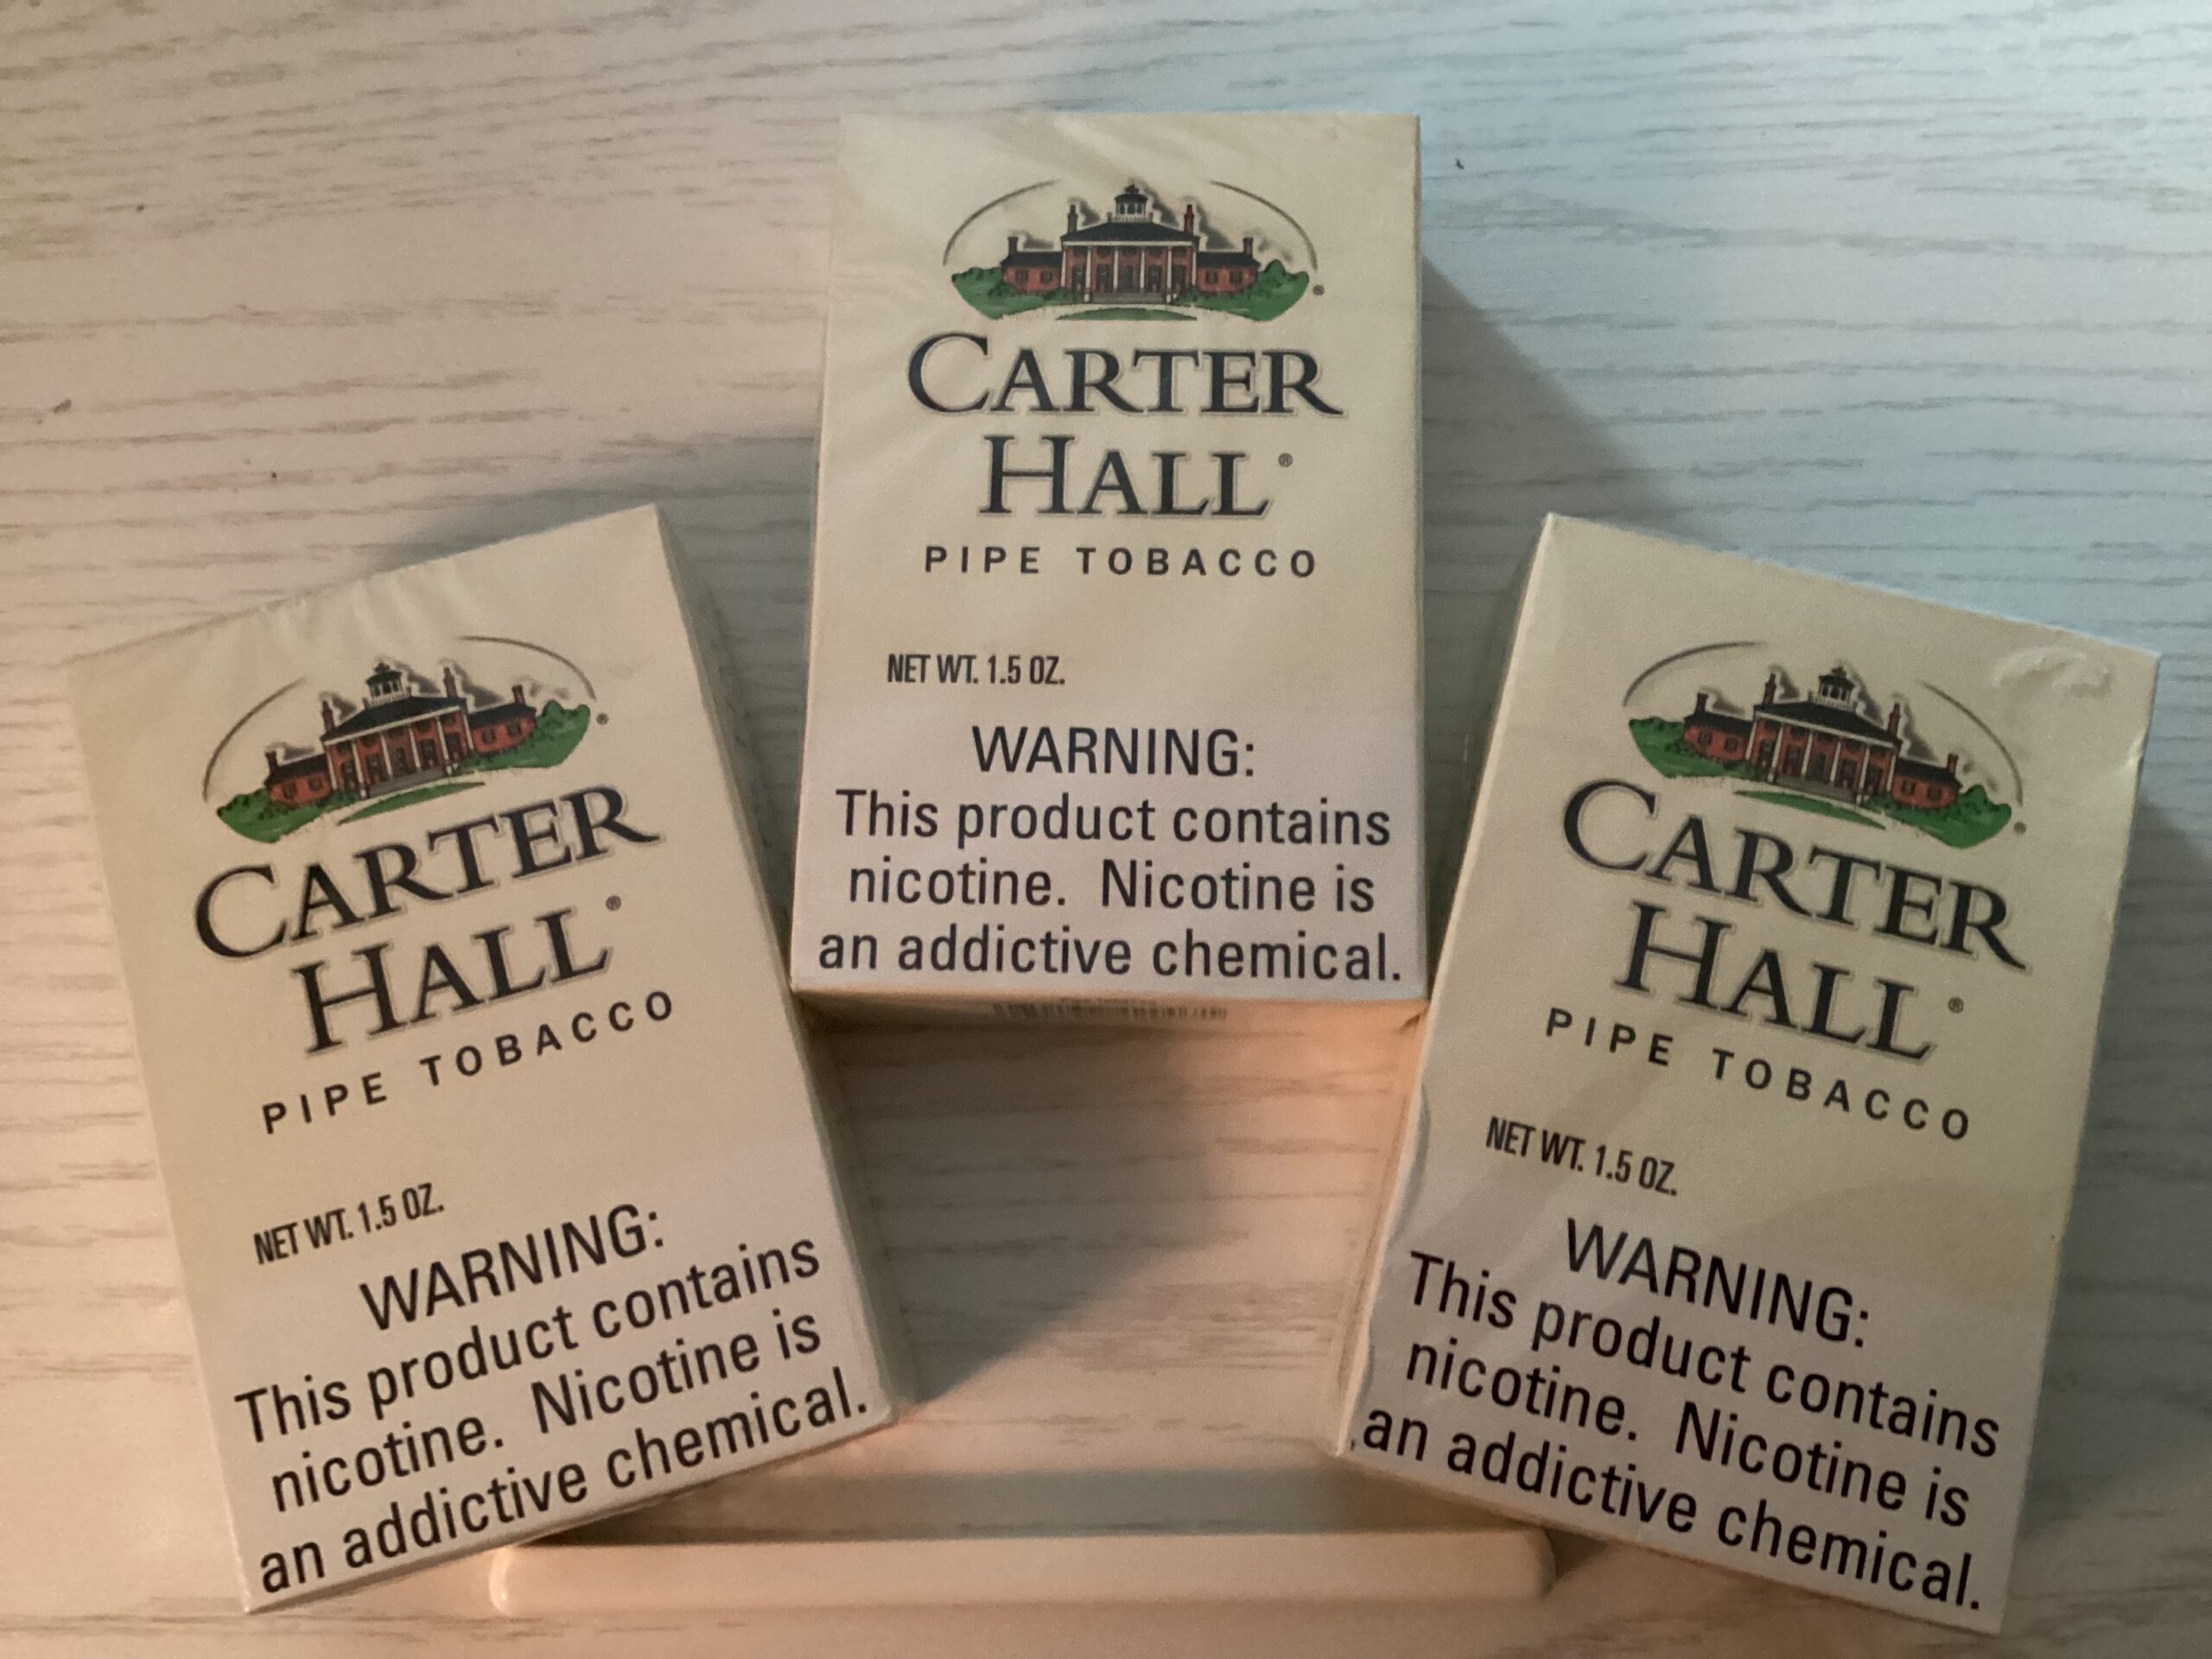 CARTER
HALL®
PIPE TOBACCO
NET WT. 1.5 OZ.
WARNING:
This product contains
nicotine. Nicotine is
an addictive chemical.
CARTER
HALL®
PIPE TOBACCO
NET WT. 1.5 OZ.
WARNING:
This product contains
nicotine. Nicotine is
an addictive chemical.
CARTER
HALL®
PIPE TOBACCO
NET WT. 1.5 OZ.
WARNING:
This product contains
nicotine. Nicotine is
an addictive chemical.